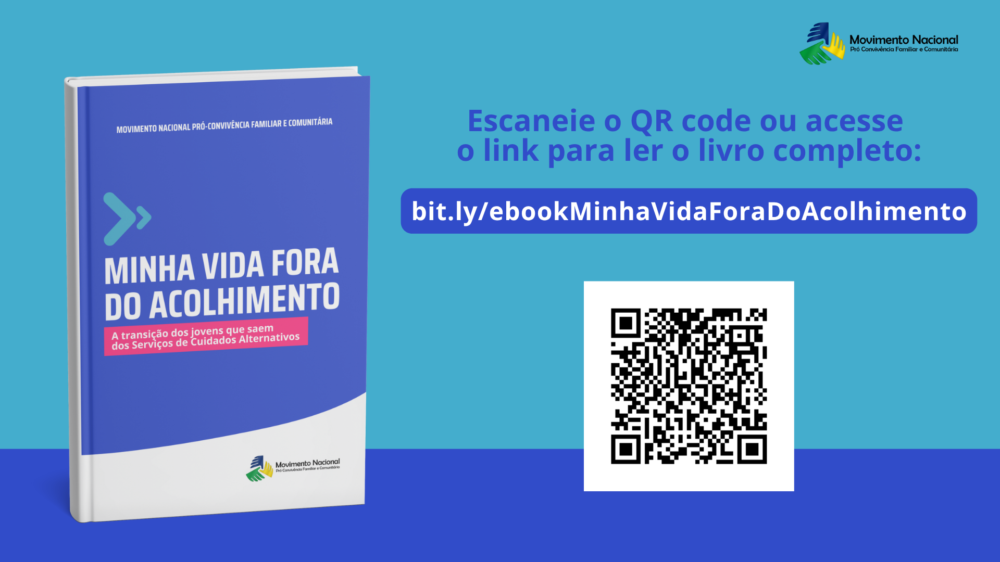 Movimento Nacional
Pró Convivência Familiar e Comunitária
MOVIMENTO NACIONAL PRÓ-CONVIVÊNCIA FAMILIAR E COMUNITÁRIA
MINHA VIDA FORA
DO ACOLHIMENTO
A transição dos jovens que saem
dos Serviços de Cuidados Alternativos
Movimento Nacional
Pró Convivência Familiar e Comunitária
Escaneie o QR code ou acesse
o link para ler o livro completo:
bit.ly/ebookMinhaVidaForaDoAcolhimento